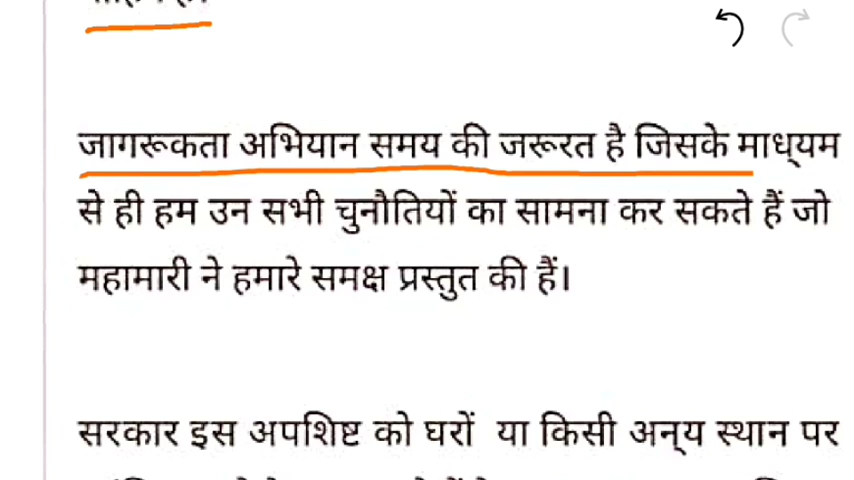 जागरूकता अभियान समय की जरूरत है जिसके माध्यम
से ही हम उन सभी चुनौतियों का सामना कर सकते हैं जो
महामारी ने हमारे समक्ष प्रस्तुत की हैं।
सरकार इस अपशिष्ट को घरों या किसी अन्य स्थान पर